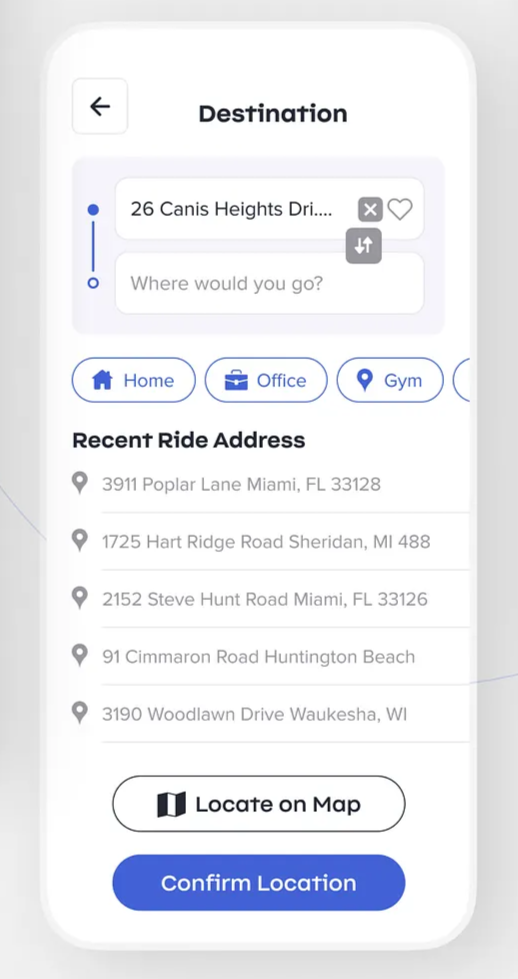 Destination
26 Canis Heights Dri....
Where would you go?
Home Office Gym
Recent Ride Address
3911 Poplar Lane Miami, FL 33128
1725 Hart Ridge Road Sheridan, MI 488
2152 Steve Hunt Road Miami, FL 33126
91 Cimmaron Road Huntington Beach
3190 Woodlawn Drive Waukesha, WI
Locate on Map
Confirm Location